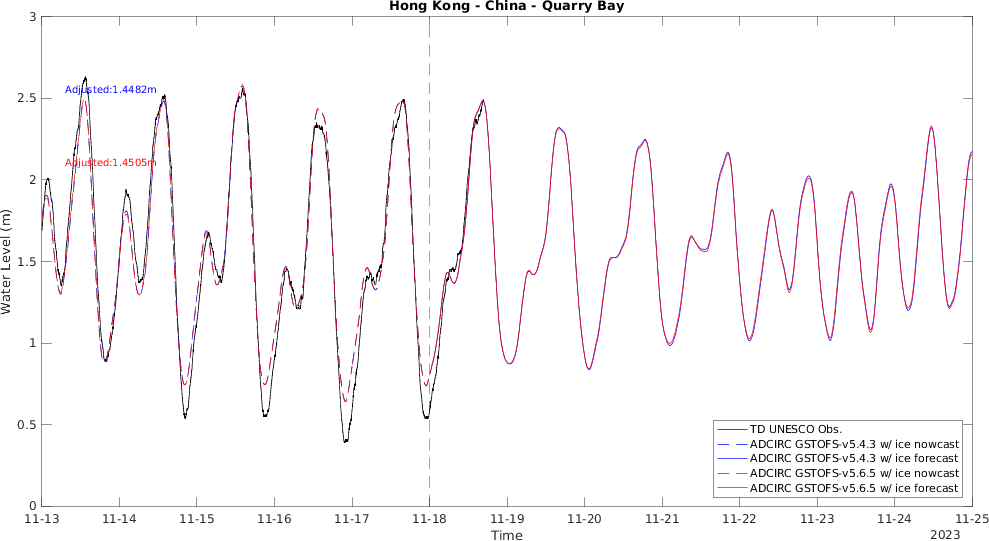 Hong Kong - China - Quarry Bay
3
2.5
2
1.5
1
0.5
0
Water Level (m)
Adjusted:1.4482m
Adjusted:1.4505m
TD UNESCO Obs.
ADCIRC GSTOFS-v5.4.3 w/ ice nowcast
ADCIRC GSTOFS-v5.4.3 w/ ice forecast
ADCIRC GSTOFS-v5.6.5 w/ ice nowcast
ADCIRC GSTOFS-v5.6.5 w/ ice forecast
11-13 11-14 11-15 11-16 11-17 11-18 11-19 11-20 11-21 11-22 11-23 11-24 11-25
Time
2023